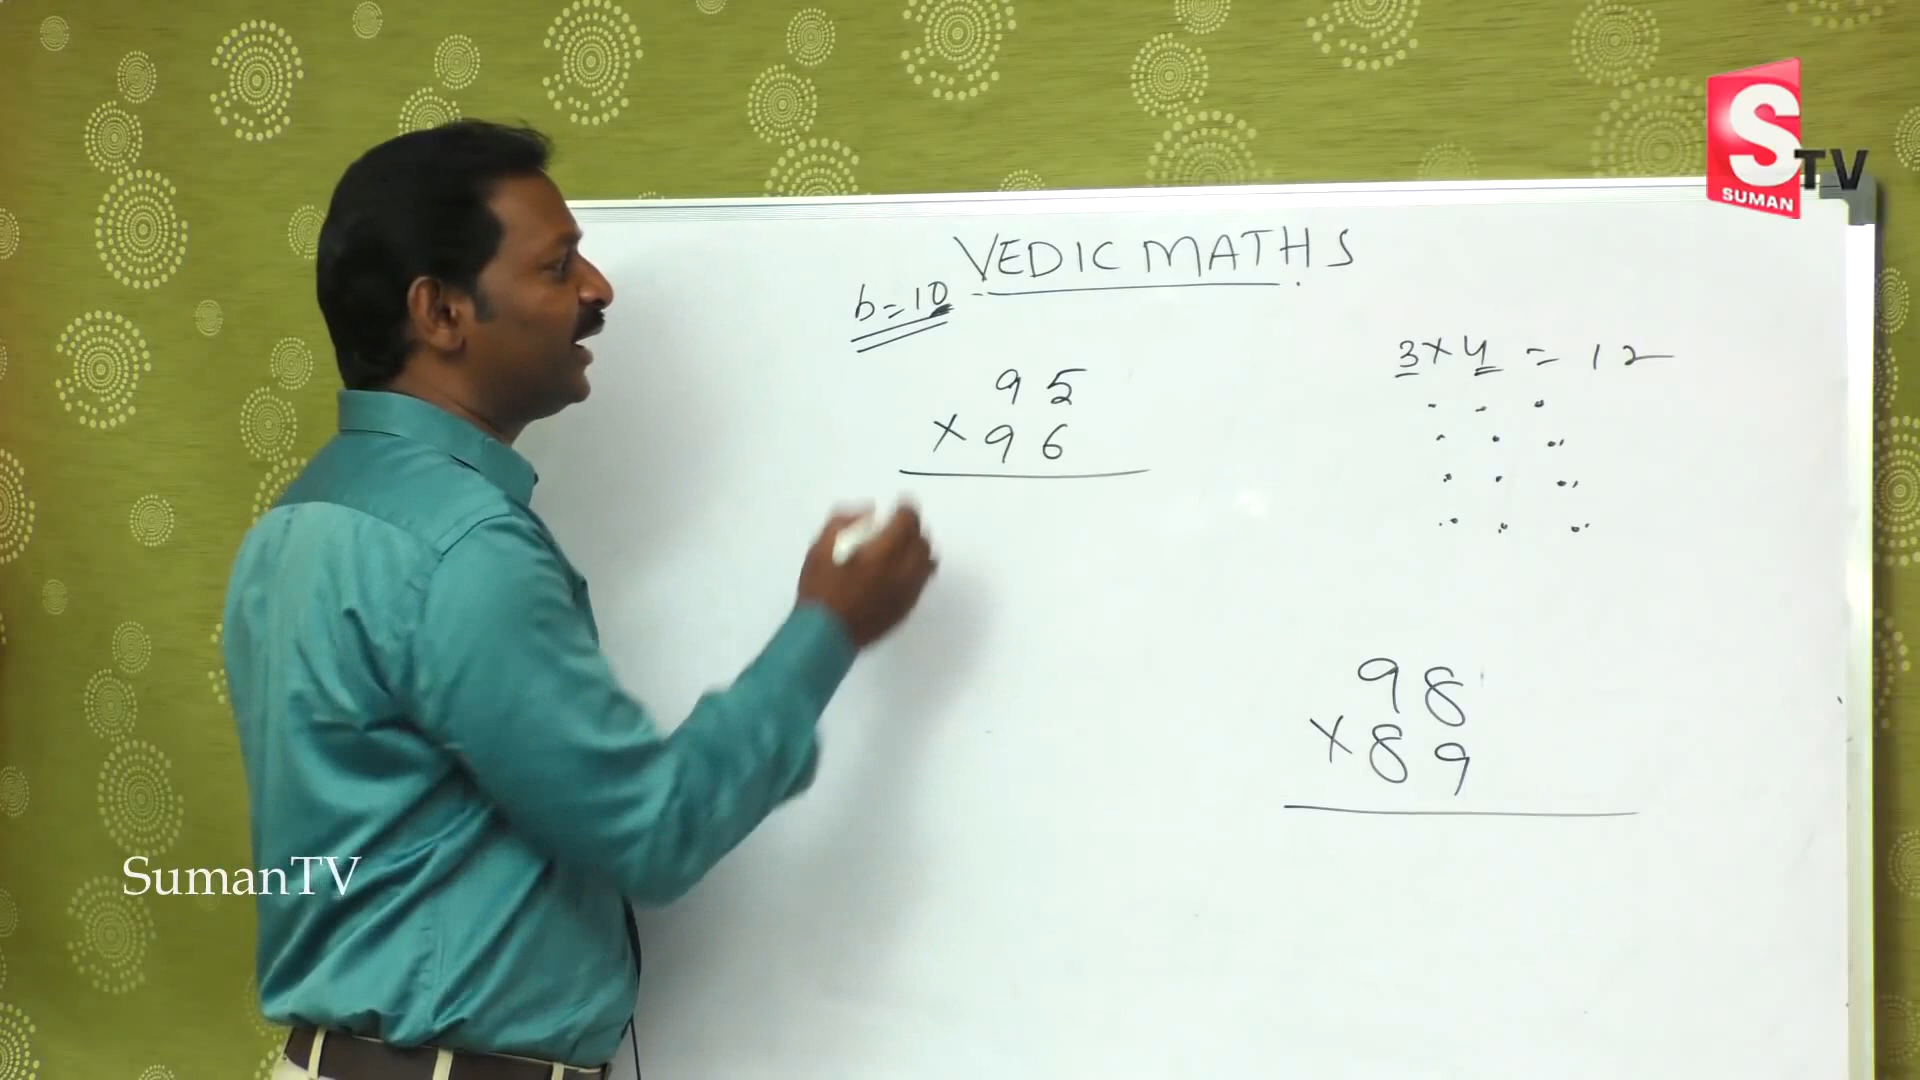 S TV
SUMAN
VEDIC MATHS
b=10
95
×96
3×4 = 12
98
×89
SumanTV